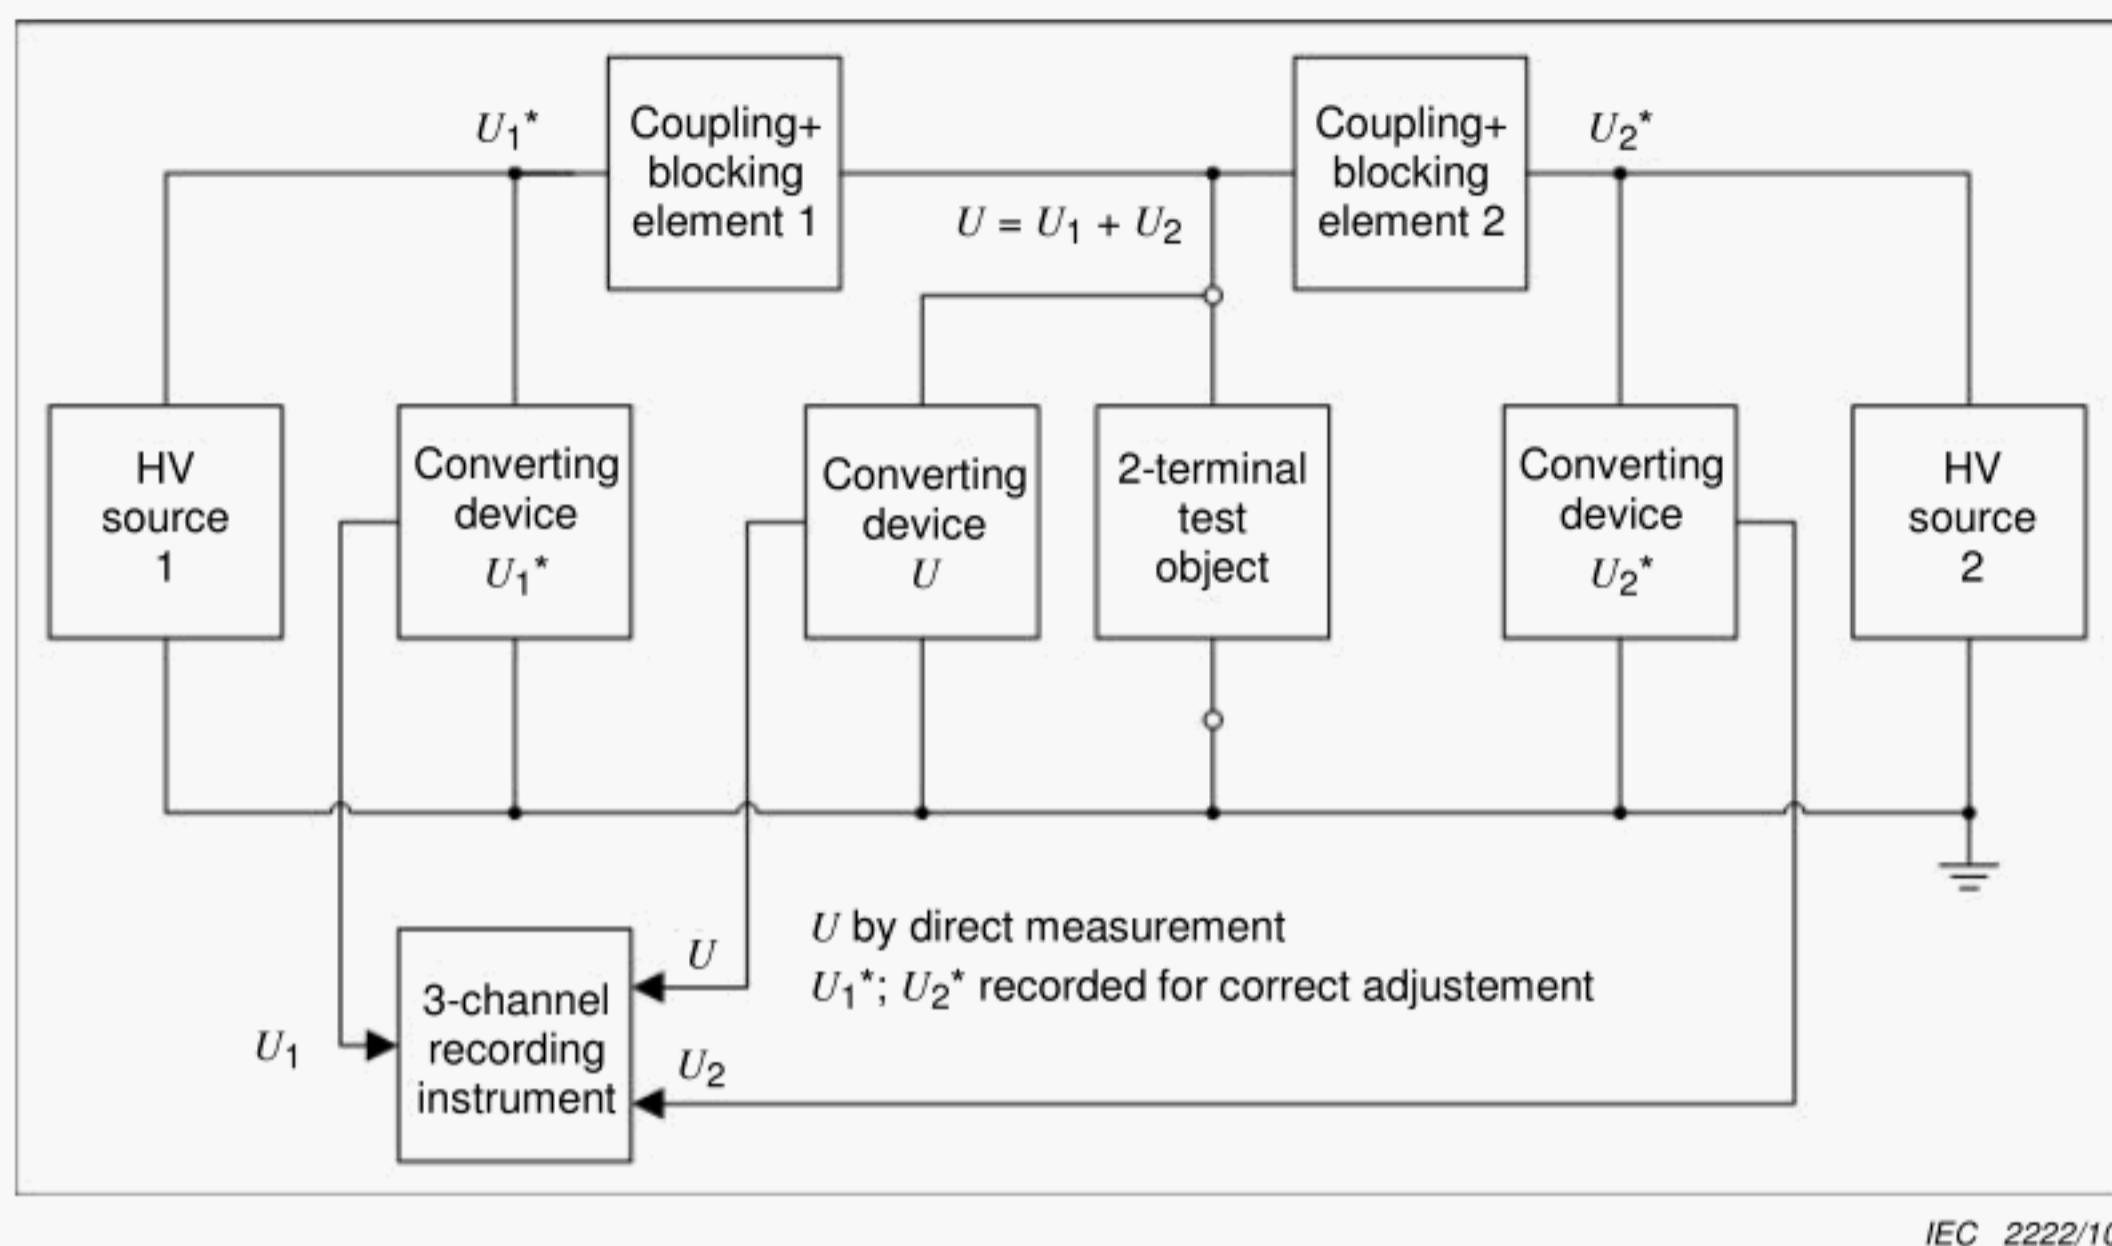 U₁*
Coupling+
blocking
element 1
U = U₁ + U₂
Coupling+
blocking
element 2
U₂*
HV
source
1
Converting
device
U₁*
Converting
device
U
2-terminal
test
object
Converting
device
U₂*
HV
source
2
U by direct measurement
U₁*; U₂* recorded for correct adjustement
U
3-channel
recording
instrument
U₁
U₂
IEC 2222/10